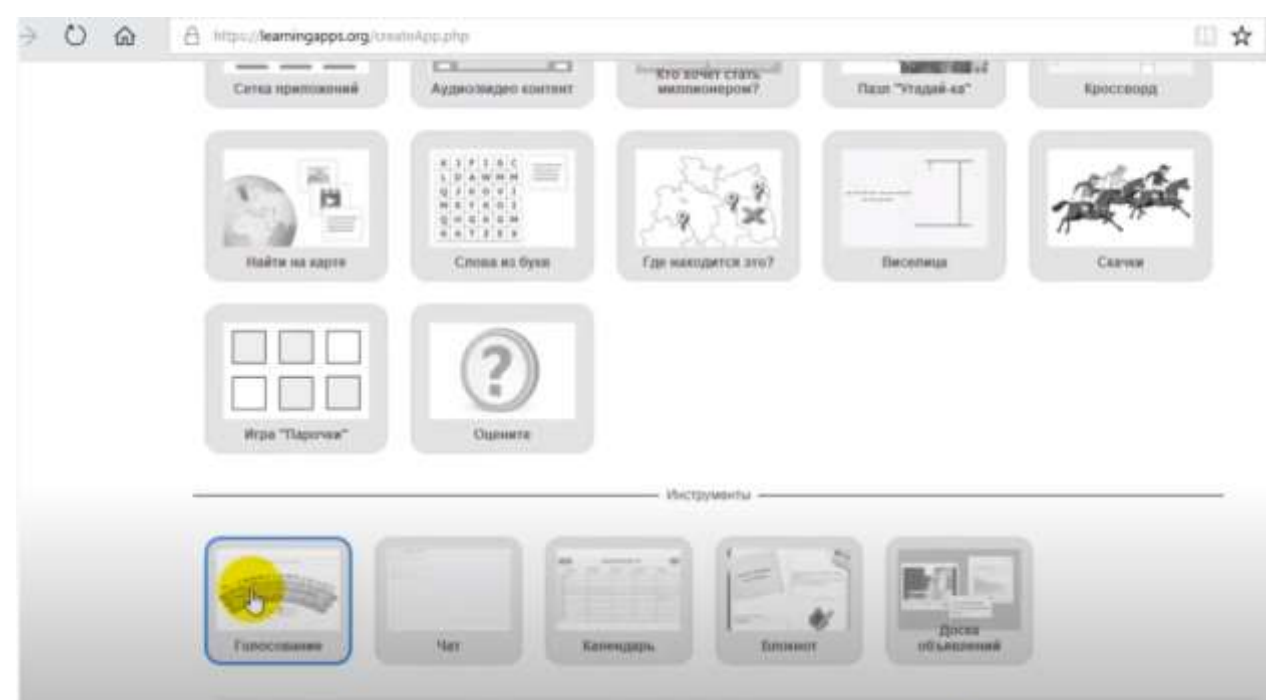 https://learningapps.org/createApp.php
Сетка приложений
Аудио/видео контент
Кто хочет стать
миллионером?
Пазл "Угадай-ка"
Кроссворд
Найти на карте
Слова из букв
Где находится это?
Виселица
Скачки
Игра "Парочки"
Оцените
Инструменты
Голосование
Чат
Календарь
Блокнот
Доска
объявлений